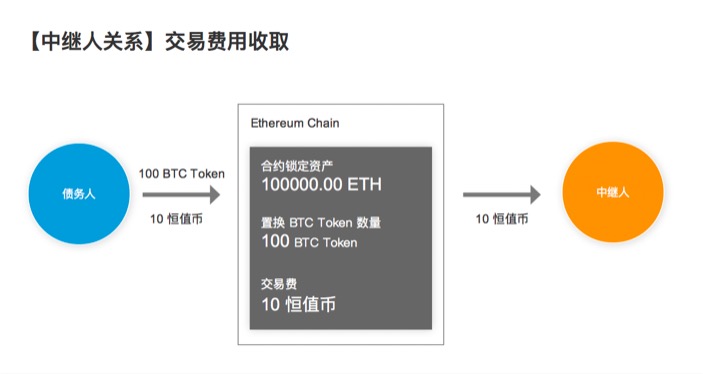 【中继人关系】交易费用收取
Ethereum Chain
债务人
100 BTC Token
10 恒值币
合约锁定资产
100000.00 ETH
置换 BTC Token 数量
100 BTC Token
交易费
10 恒值币
10 恒值币
中继人